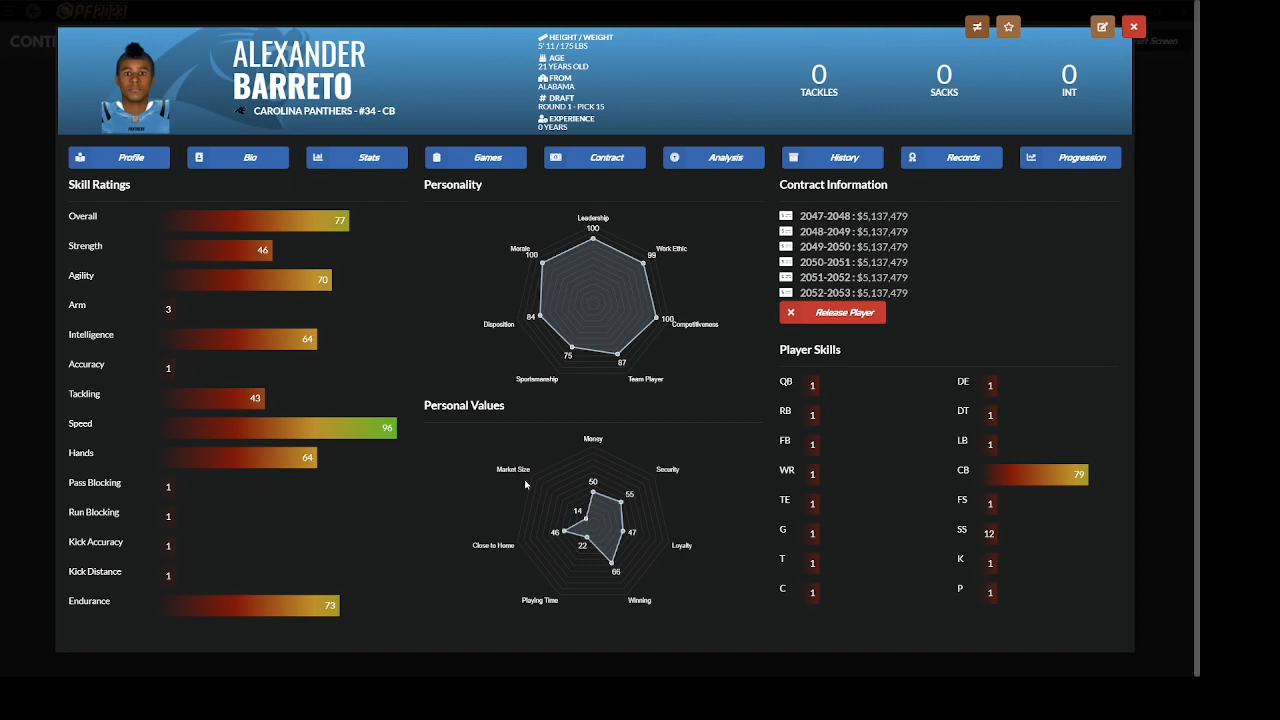 PF2023
CONT
ALEXANDER
BARRETO
CAROLINA PANTHERS - #34 - CB
PANTHERS
HEIGHT / WEIGHT
5' 11 / 175 LBS
AGE
21 YEARS OLD
FROM
ALABAMA
DRAFT
ROUND 1 - PICK 15
EXPERIENCE
0 YEARS
0
TACKLES
0
SACKS
0
INT
Screen
Profile
Bio
Stats
Games
Contract
Analysis
History
Records
Progression
Skill Ratings
Overall 77
Strength 46
Agility 70
Arm 3
Intelligence 64
Accuracy 1
Tackling 43
Speed 96
Hands 64
Pass Blocking 1
Run Blocking 1
Kick Accuracy 1
Kick Distance 1
Endurance 73
Personality
Leadership
100
Morale
100
Work Ethic
99
Disposition
84
100
Competitiveness
75
Sportsmanship
87
Team Player
Personal Values
Money
50
Market Size
14
Security
55
46
Close to Home
47
Loyalty
22
Playing Time
66
Winning
Contract Information
2047-2048 : $5,137,479
2048-2049 : $5,137,479
2049-2050 : $5,137,479
2050-2051 : $5,137,479
2051-2052 : $5,137,479
2052-2053 : $5,137,479
Release Player
Player Skills
QB 1
RB 1
FB 1
WR 1
TE 1
G 1
T 1
C 1
DE 1
DT 1
LB 1
CB 79
FS 1
SS 12
K 1
P 1